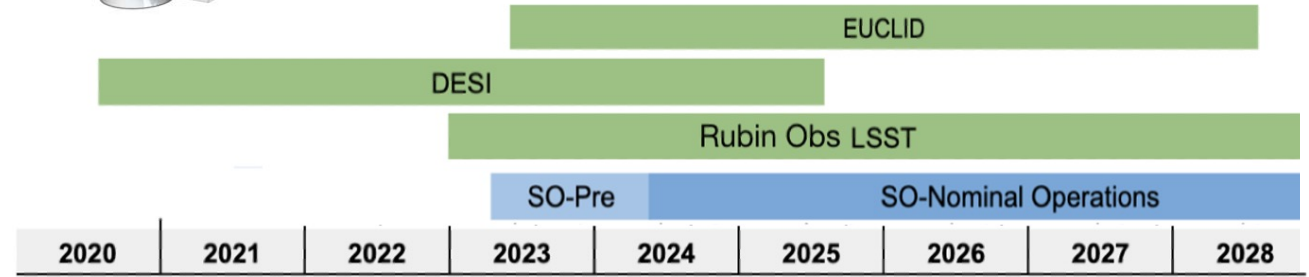 EUCLID
DESI
Rubin Obs LSST
SO-Pre SO-Nominal Operations
2020 2021 2022 2023 2024 2025 2026 2027 2028